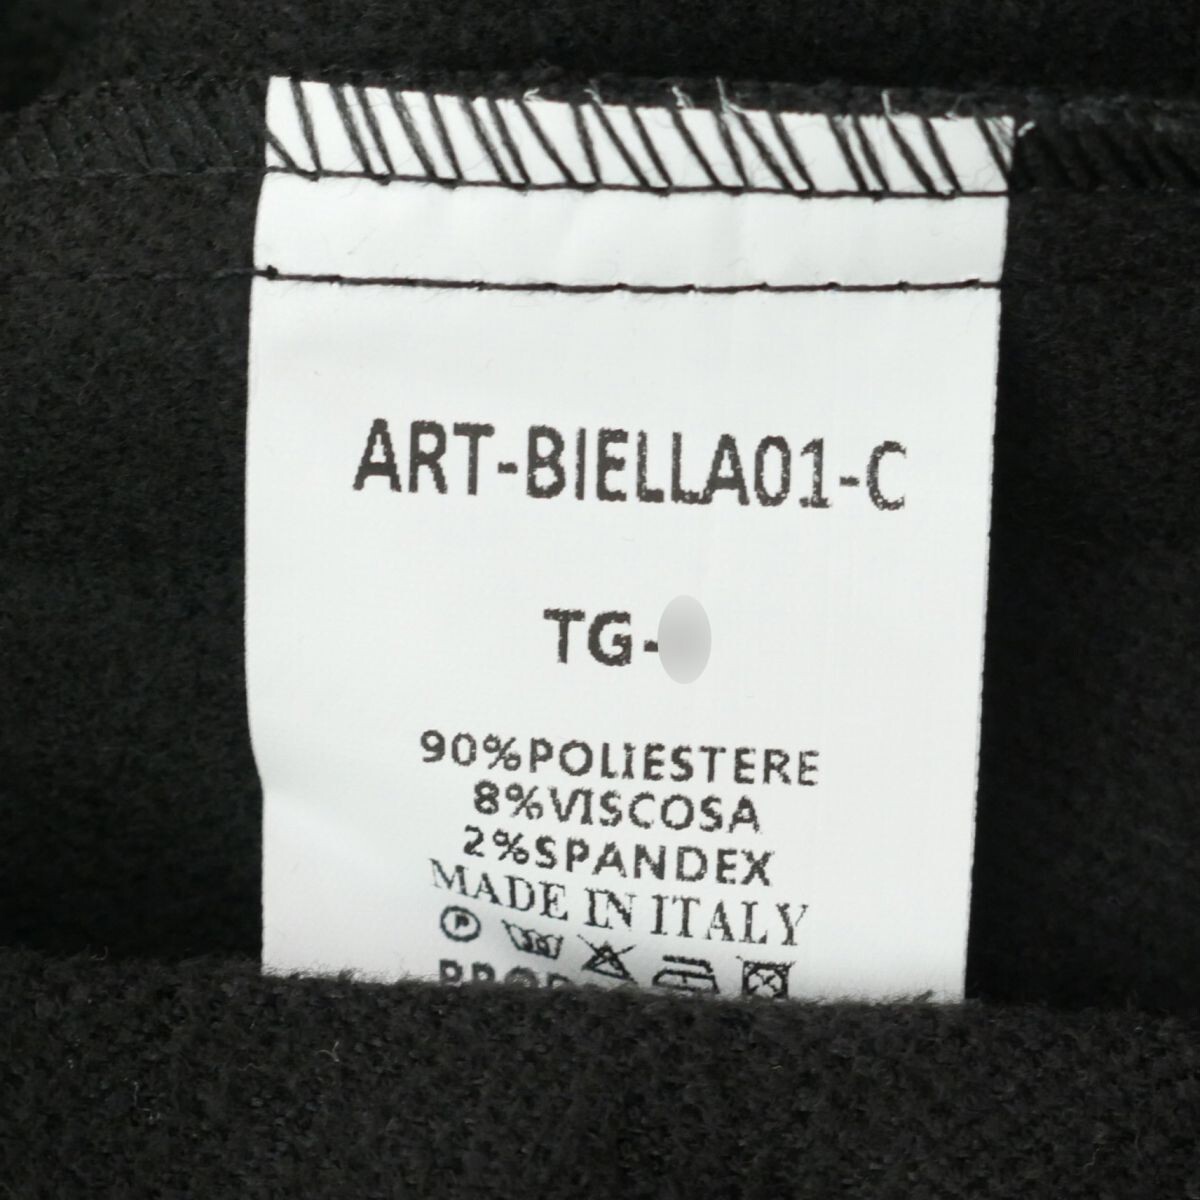 ART-BIELLA01-C
TG-
90%POLIESTERE
8%VISCOSA
2%SPANDEX
MADE IN ITALY